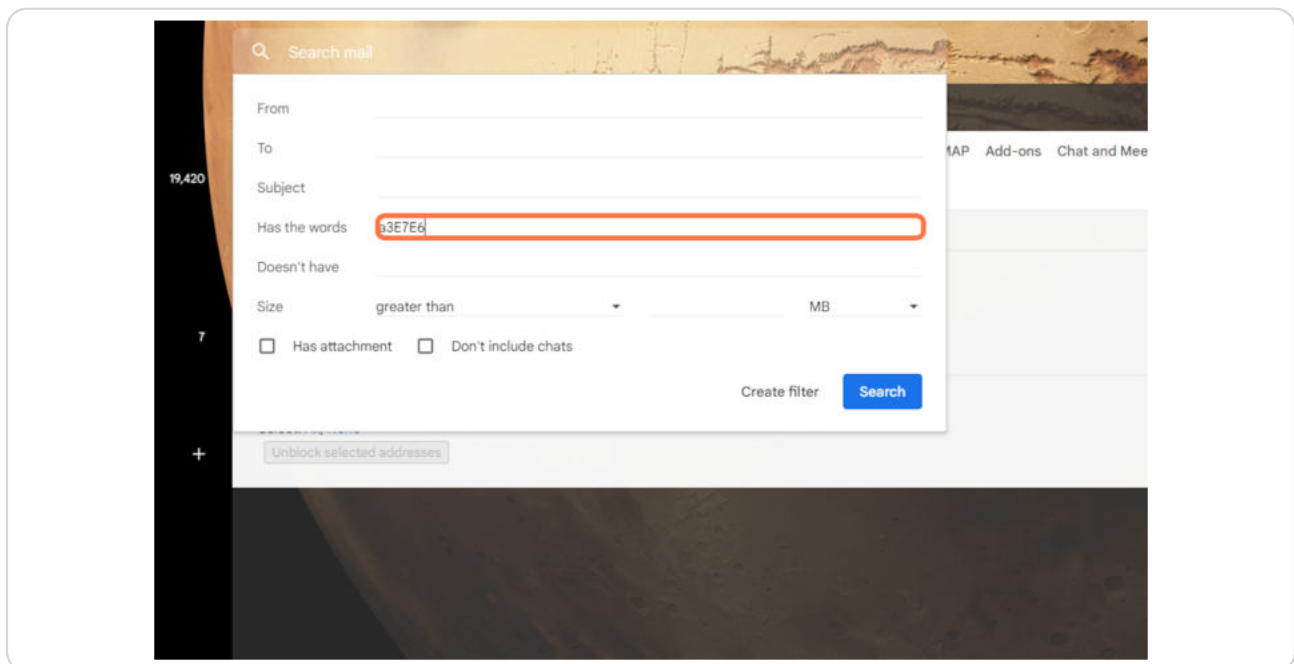 Search mail
From
To
MAP Add-ons Chat and Mee
19,420
Subject
Has the words a3E7E6
Doesn't have
Size greater than MB
7
Has attachment Don't include chats
Create filter Search
+
Unblock selected addresses